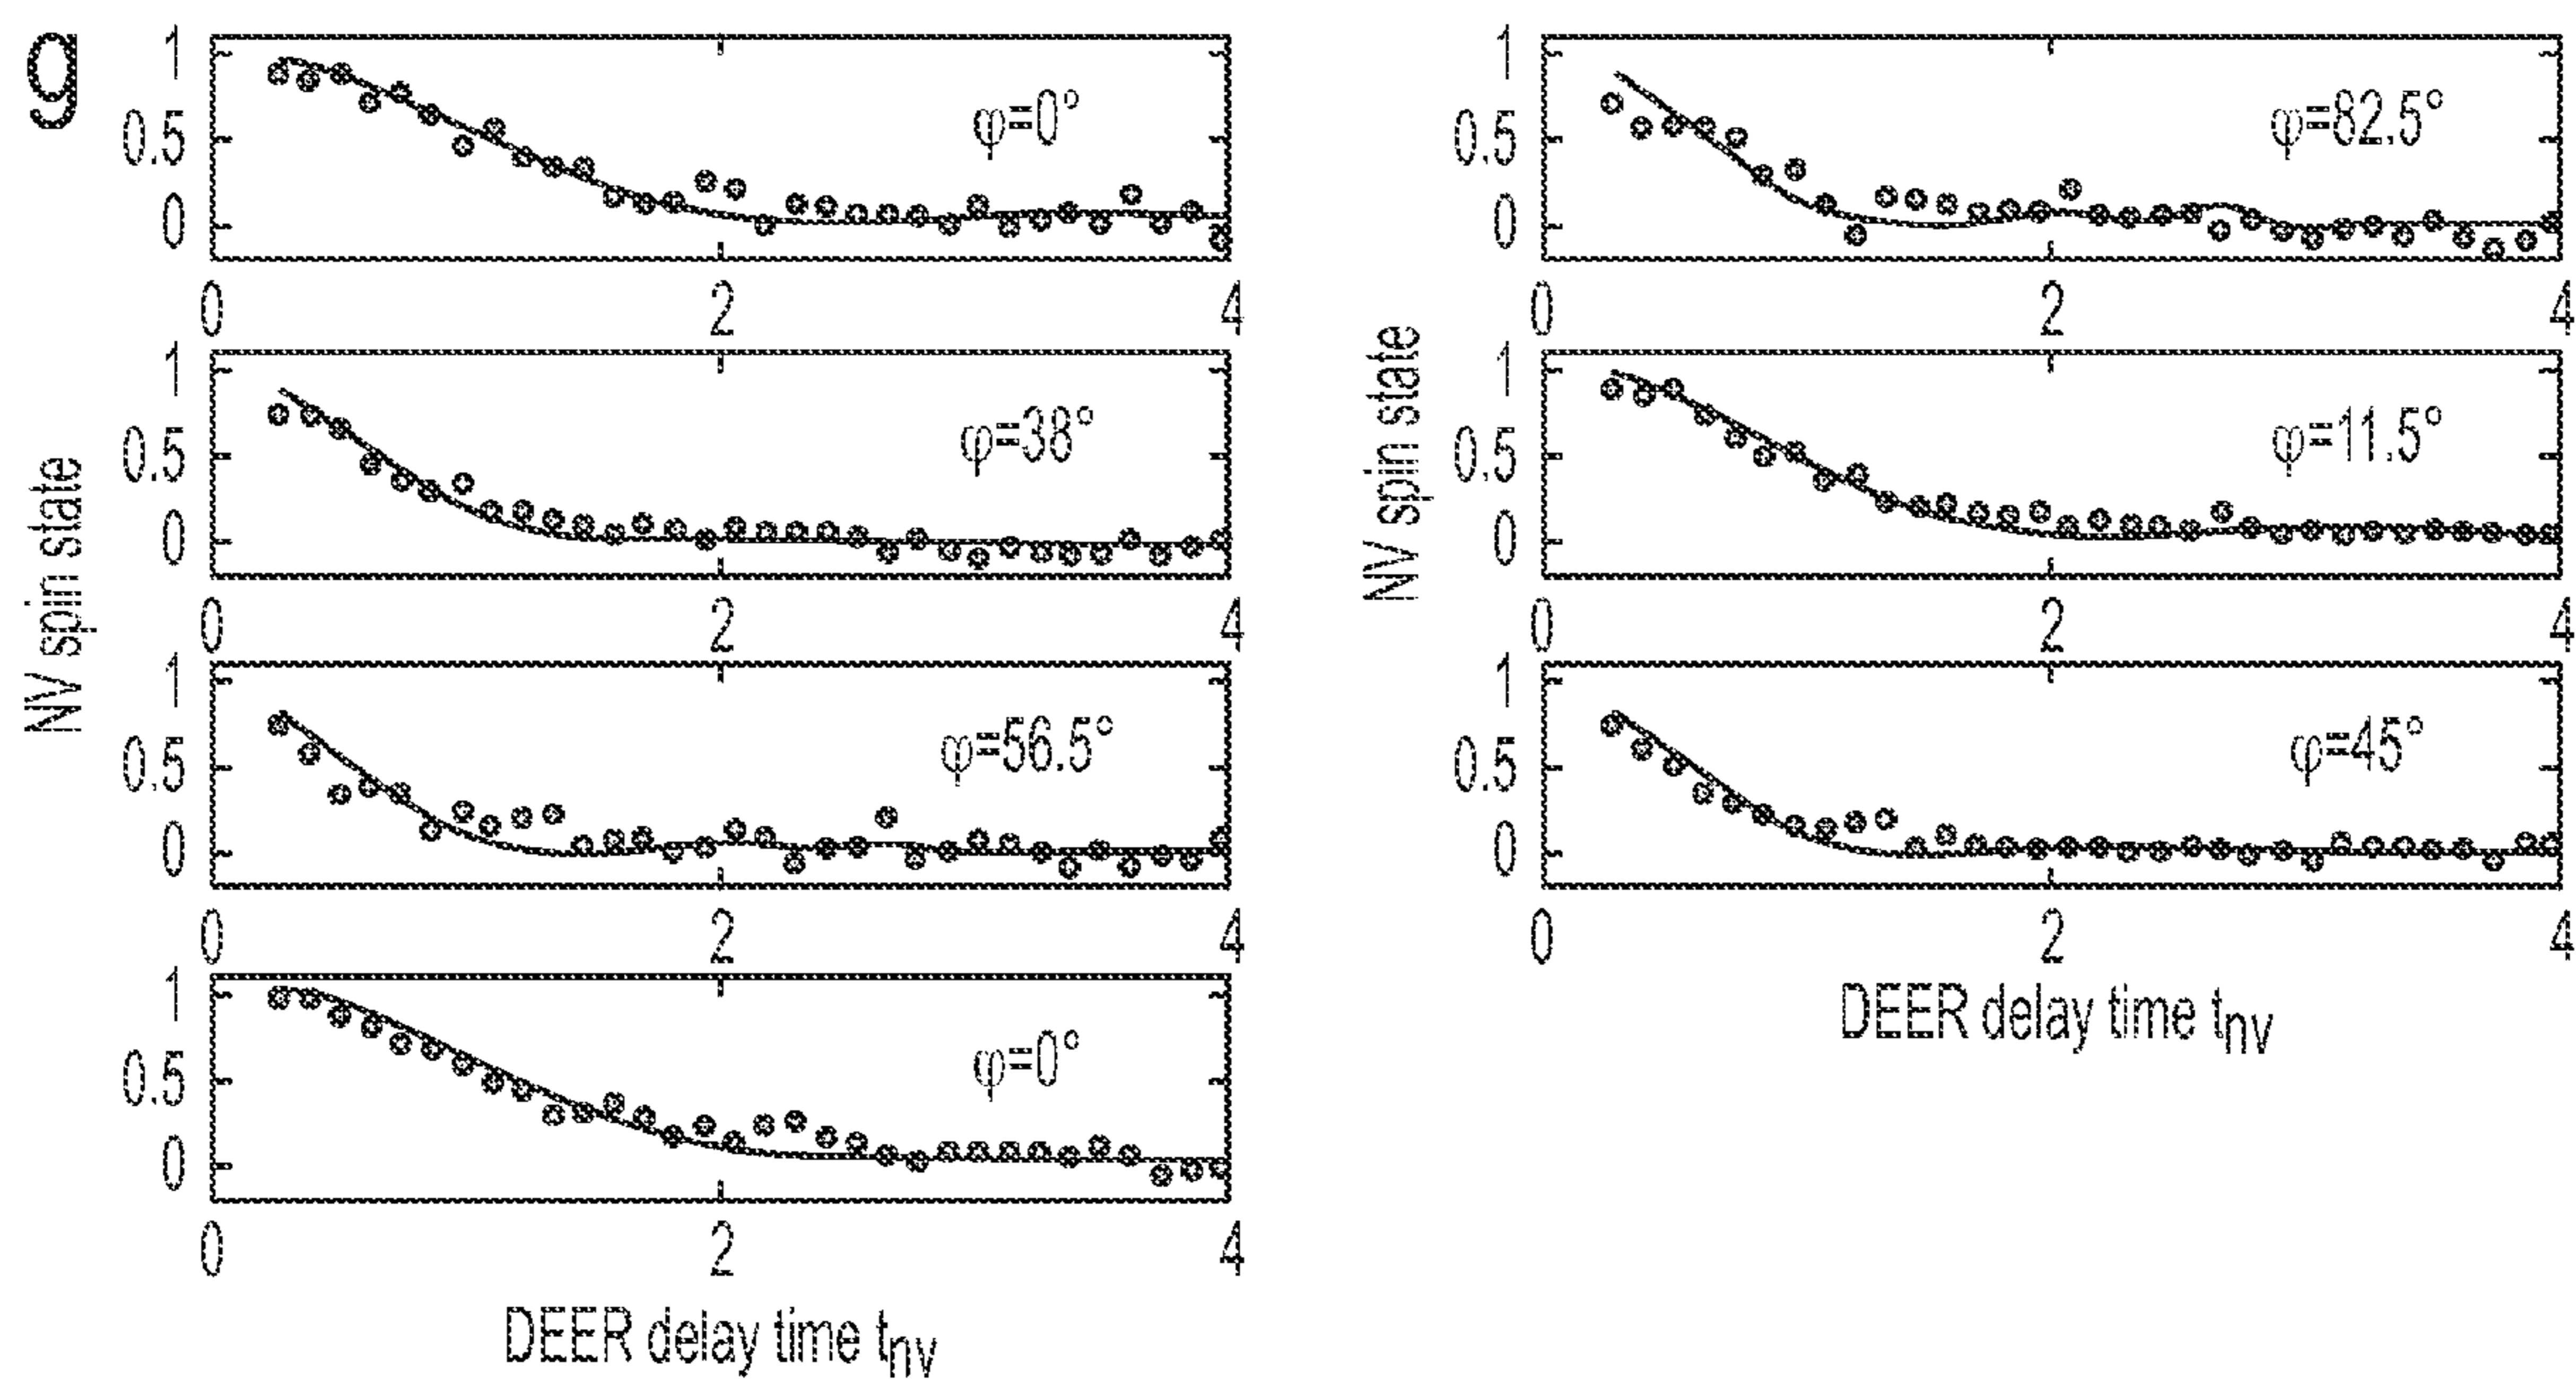 g
1
0.5
0
φ=0°
0 2 4
1
0.5
0
φ=38°
0 2 4
1
0.5
0
φ=56.5°
0 2 4
1
0.5
0
φ=0°
0 2 4
NV spin state
DEER delay time tnv
1
0.5
0
φ=82.5°
0 2 4
1
0.5
0
φ=11.5°
0 2 4
1
0.5
0
φ=45°
0 2 4
NV spin state
DEER delay time tnv